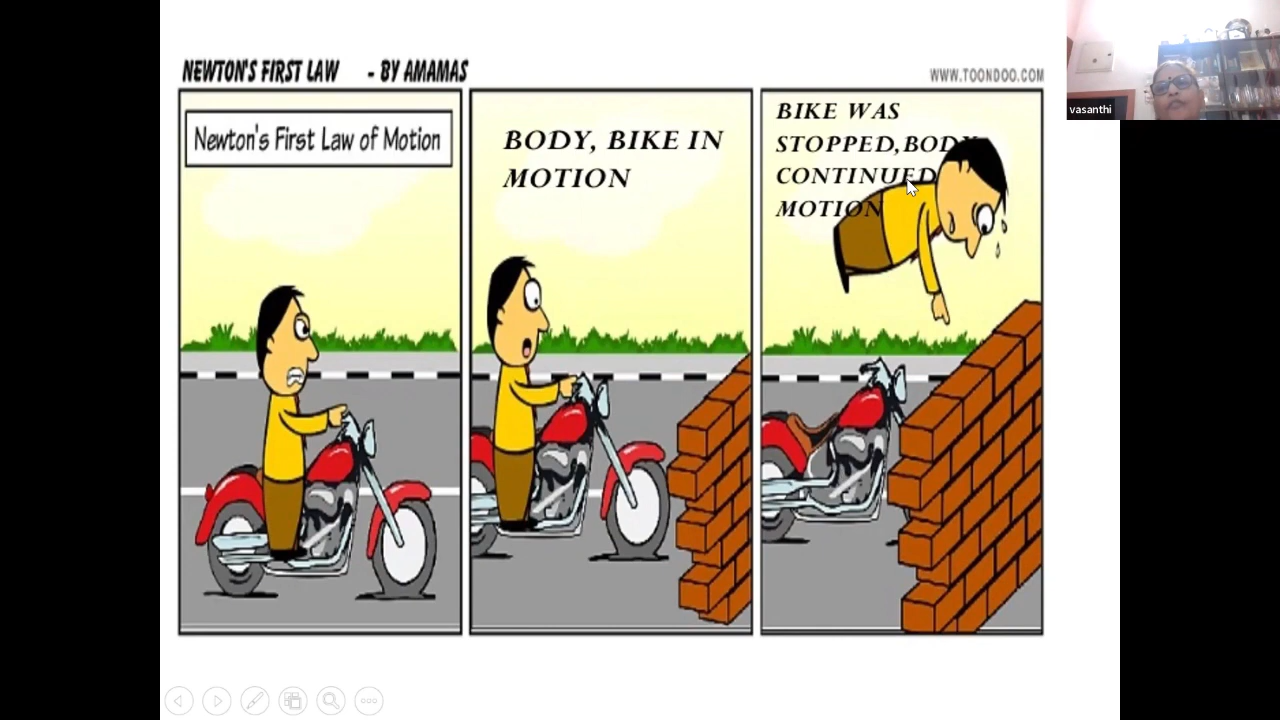 NEWTON'S FIRST LAW - BY AMAMAS
WWW.TOONDOO.COM
Newton's First Law of Motion
BODY, BIKE IN
MOTION
BIKE WAS
STOPPED, BODY
CONTINUED
MOTION
vasanthi